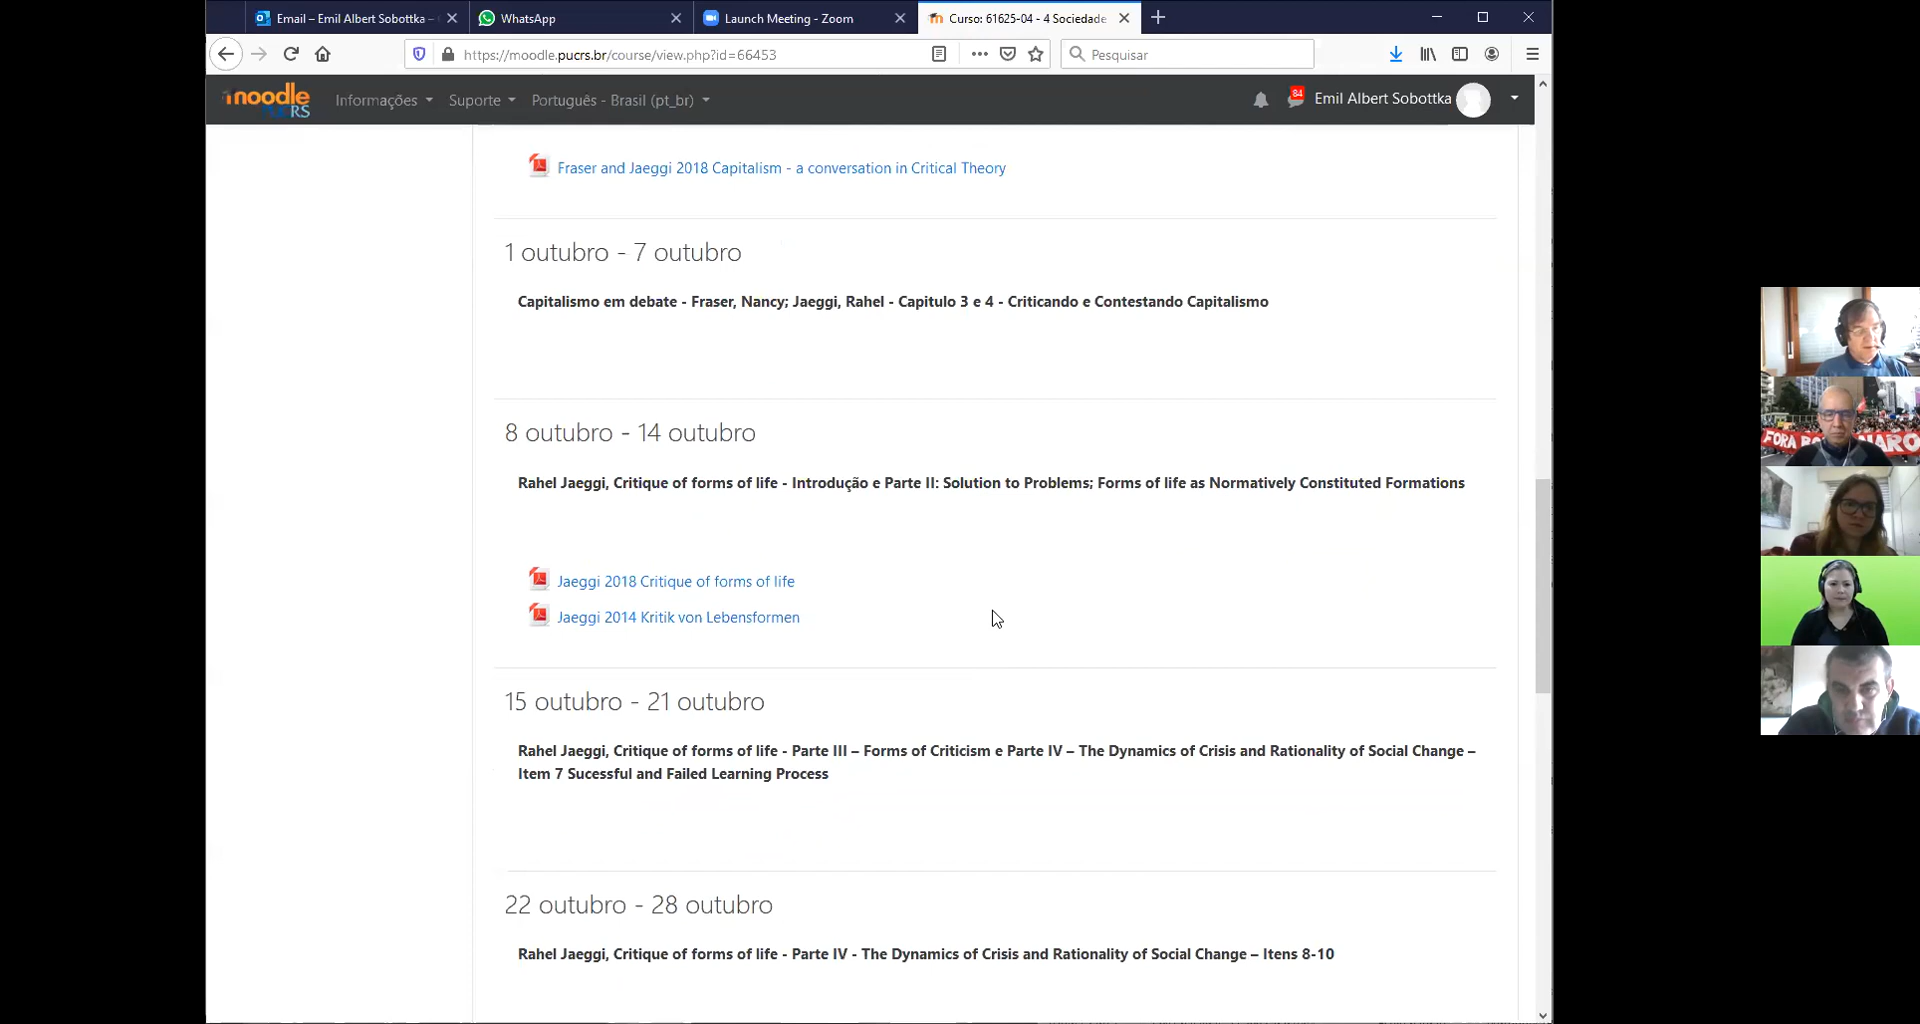 Email – Emil Albert Sobottka –
WhatsApp
Launch Meeting - Zoom
Curso: 61625-04 - 4 Sociedade
https://moodle.pucrs.br/course/view.php?id=66453
Pesquisar
moodle
RS
Informações
Suporte
Português - Brasil (pt_br)
84
Emil Albert Sobottka
Fraser and Jaeggi 2018 Capitalism - a conversation in Critical Theory
1 outubro - 7 outubro
Capitalismo em debate - Fraser, Nancy; Jaeggi, Rahel - Capitulo 3 e 4 - Criticando e Contestando Capitalismo
8 outubro - 14 outubro
Rahel Jaeggi, Critique of forms of life - Introdução e Parte II: Solution to Problems; Forms of life as Normatively Constituted Formations
Jaeggi 2018 Critique of forms of life
Jaeggi 2014 Kritik von Lebensformen
15 outubro - 21 outubro
Rahel Jaeggi, Critique of forms of life - Parte III – Forms of Criticism e Parte IV – The Dynamics of Crisis and Rationality of Social Change –
Item 7 Sucessful and Failed Learning Process
22 outubro - 28 outubro
Rahel Jaeggi, Critique of forms of life - Parte IV - The Dynamics of Crisis and Rationality of Social Change – Itens 8-10
FORA